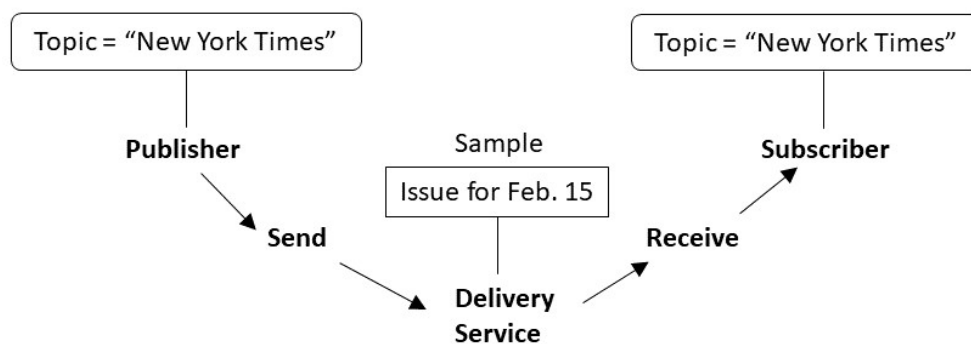 Topic = “New York Times”
Topic = “New York Times”
Publisher
Sample
Subscriber
Issue for Feb. 15
Send
Receive
Delivery
Service